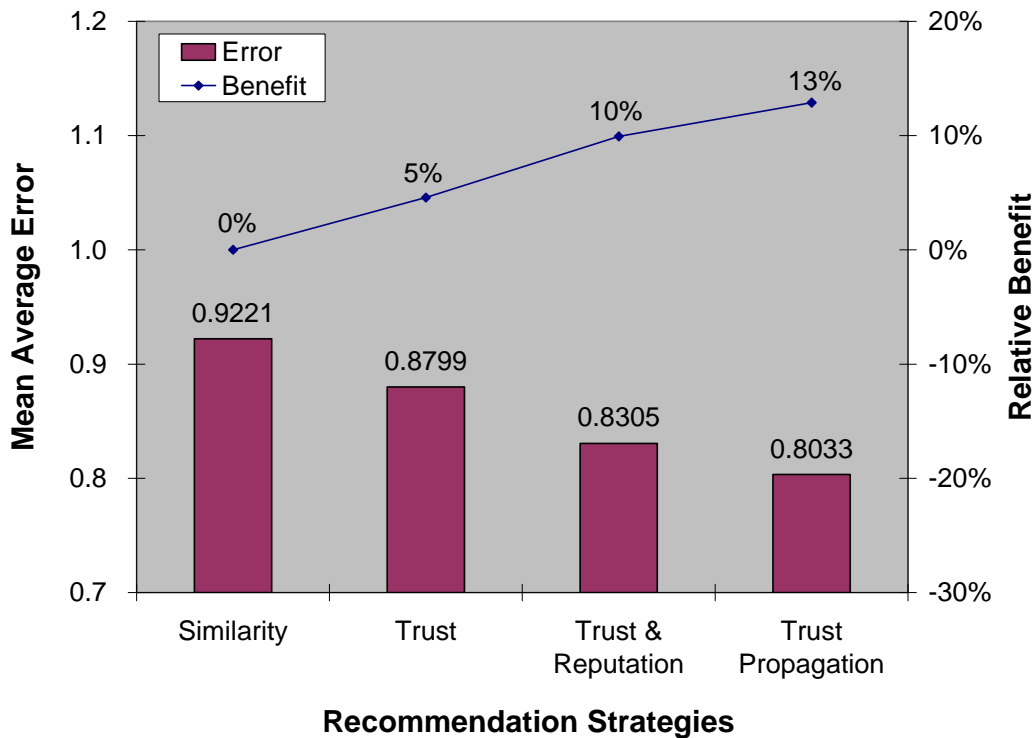 1.2
1.1
1.0
0.9
0.8
0.7
Mean Average Error
Error
Benefit
0%
5%
10%
13%
0.9221
0.8799
0.8305
0.8033
20%
10%
0%
-10%
-20%
-30%
Relative Benefit
Similarity
Trust
Trust &
Reputation
Trust
Propagation
Recommendation Strategies